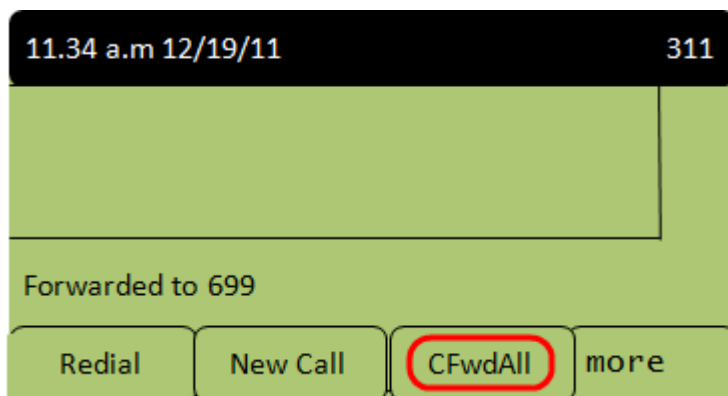 11.34 a.m 12/19/11 311
Forwarded to 699
Redial New Call CFwdAll more